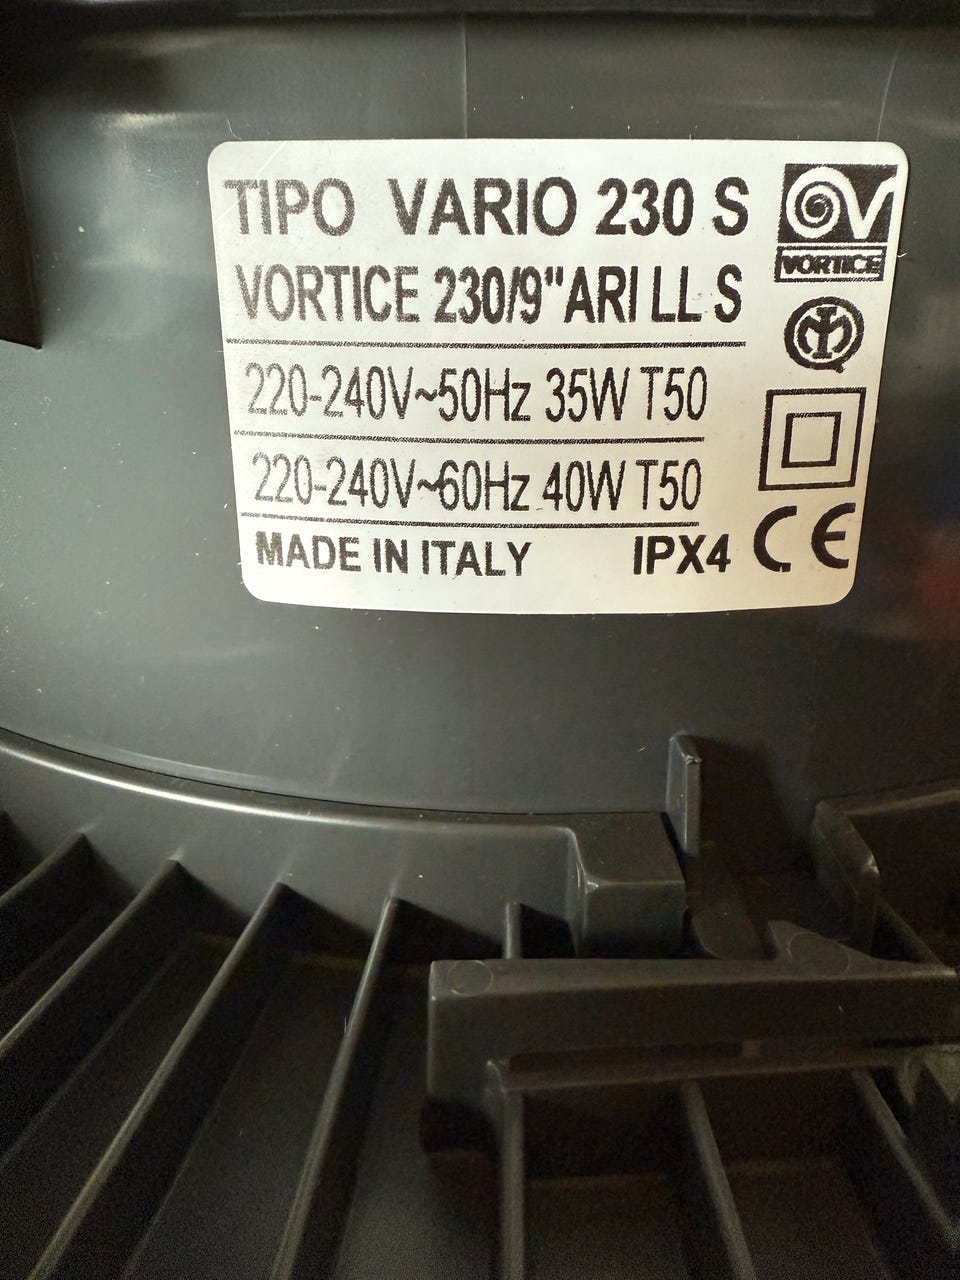 TIPO VARIO 230 S
VORTICE 230/9" ARI LL S
220-240V~50Hz 35W T50
220-240V~60Hz 40W T50
MADE IN ITALY IPX4 CE
VORTICE